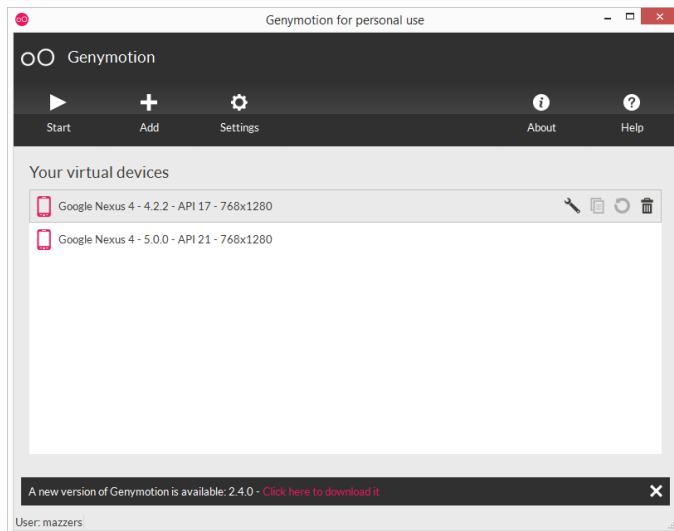 Genymotion for personal use
Genymotion
Start Add Settings About Help
Your virtual devices
Google Nexus 4 - 4.2.2 - API 17 - 768x1280
Google Nexus 4 - 5.0.0 - API 21 - 768x1280
A new version of Genymotion is available: 2.4.0 - Click here to download it
User: mazzers